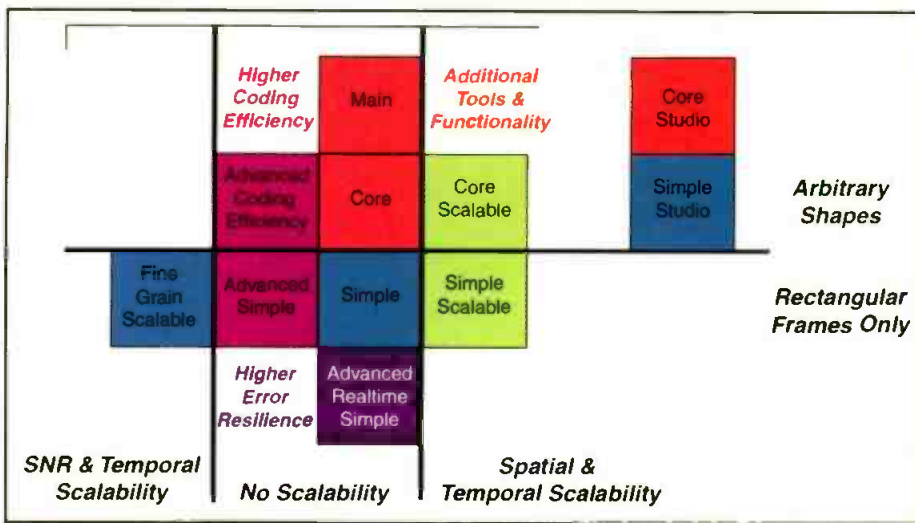 Higher
Coding
Efficiency
Main
Additional
Tools &
Functionality
Core
Studio
Advanced
Coding
Efficiency
Core
Core
Scalable
Simple
Studio
Arbitrary
Shapes
Fine
Grain
Scalable
Advanced
Simple
Simple
Simple
Scalable
Rectangular
Frames Only
Higher
Error
Resilience
Advanced
Realtime
Simple
SNR & Temporal
Scalability
No Scalability
Spatial &
Temporal Scalability